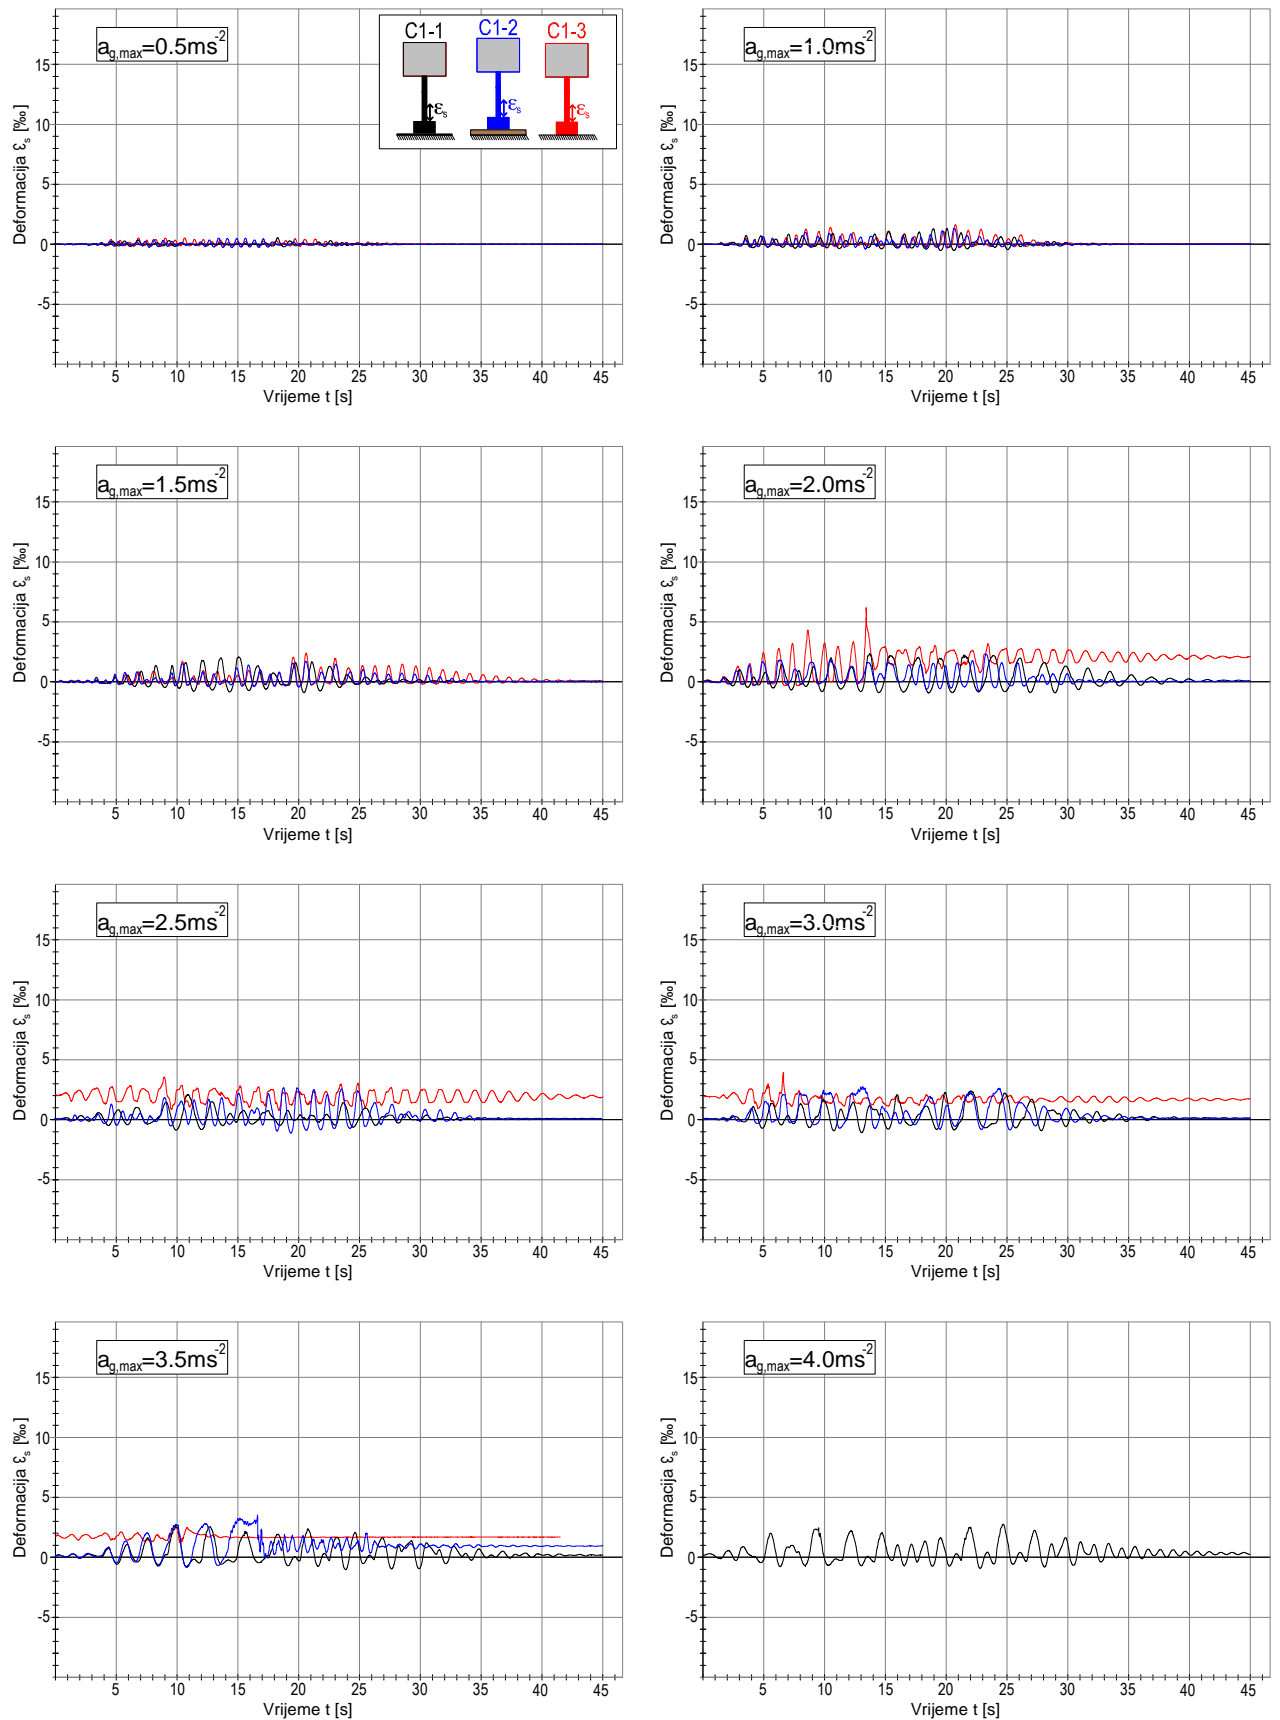 a_g,max=0.5ms^-2
C1-1 C1-2 C1-3
ε_s ε_s ε_s
15
10
5
0
-5
Deformacija ε_s [‰]
5 10 15 20 25 30 35 40 45
Vrijeme t [s]
a_g,max=1.0ms^-2
15
10
5
0
-5
Deformacija ε_s [‰]
5 10 15 20 25 30 35 40 45
Vrijeme t [s]
a_g,max=1.5ms^-2
15
10
5
0
-5
Deformacija ε_s [‰]
5 10 15 20 25 30 35 40 45
Vrijeme t [s]
a_g,max=2.0ms^-2
15
10
5
0
-5
Deformacija ε_s [‰]
5 10 15 20 25 30 35 40 45
Vrijeme t [s]
a_g,max=2.5ms^-2
15
10
5
0
-5
Deformacija ε_s [‰]
5 10 15 20 25 30 35 40 45
Vrijeme t [s]
a_g,max=3.0ms^-2
15
10
5
0
-5
Deformacija ε_s [‰]
5 10 15 20 25 30 35 40 45
Vrijeme t [s]
a_g,max=3.5ms^-2
15
10
5
0
-5
Deformacija ε_s [‰]
5 10 15 20 25 30 35 40 45
Vrijeme t [s]
a_g,max=4.0ms^-2
15
10
5
0
-5
Deformacija ε_s [‰]
5 10 15 20 25 30 35 40 45
Vrijeme t [s]